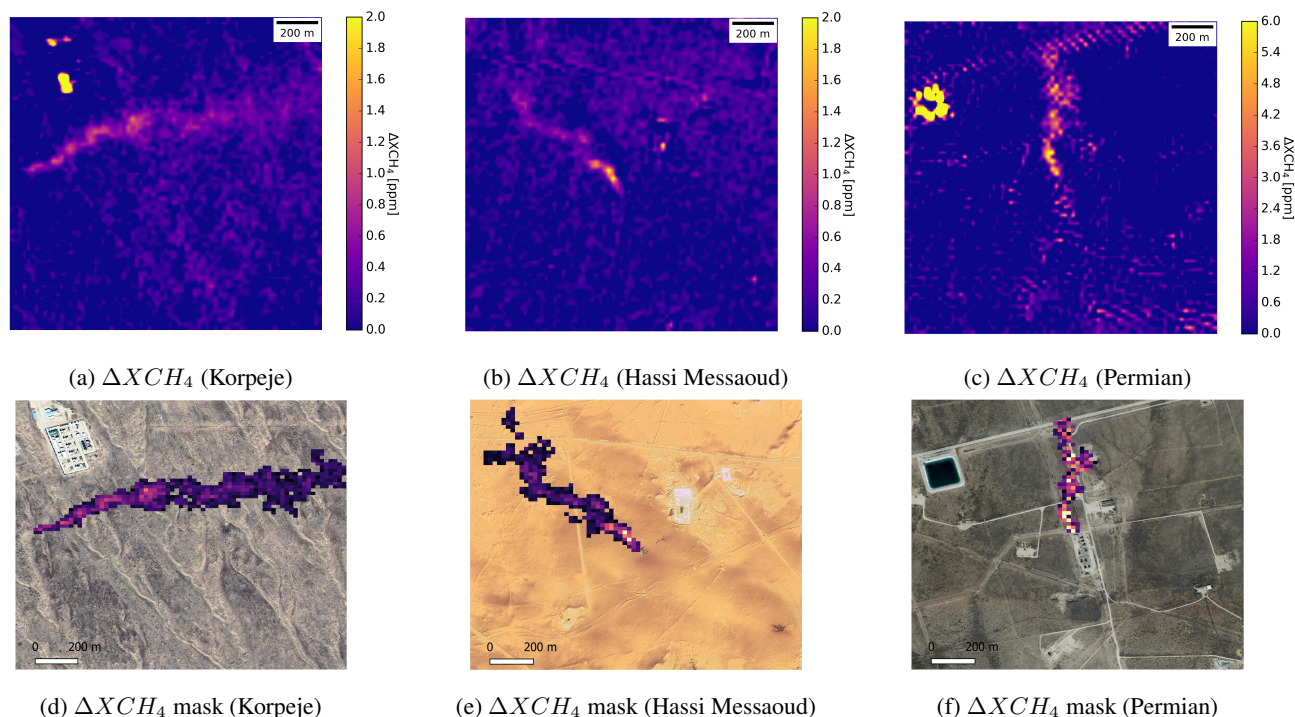 200 m
2.0
1.8
1.6
1.4
1.2
1.0
0.8
0.6
0.4
0.2
0.0
ΔXCH₄ [ppm]
200 m
2.0
1.8
1.6
1.4
1.2
1.0
0.8
0.6
0.4
0.2
0.0
ΔXCH₄ [ppm]
200 m
6.0
5.4
4.8
4.2
3.6
3.0
2.4
1.8
1.2
0.6
0.0
ΔXCH₄ [ppm]
(a) ΔXCH₄ (Korpeje)
(b) ΔXCH₄ (Hassi Messaoud)
(c) ΔXCH₄ (Permian)
0 200 m
0 200 m
0 200 m
(d) ΔXCH₄ mask (Korpeje)
(e) ΔXCH₄ mask (Hassi Messaoud)
(f) ΔXCH₄ mask (Permian)